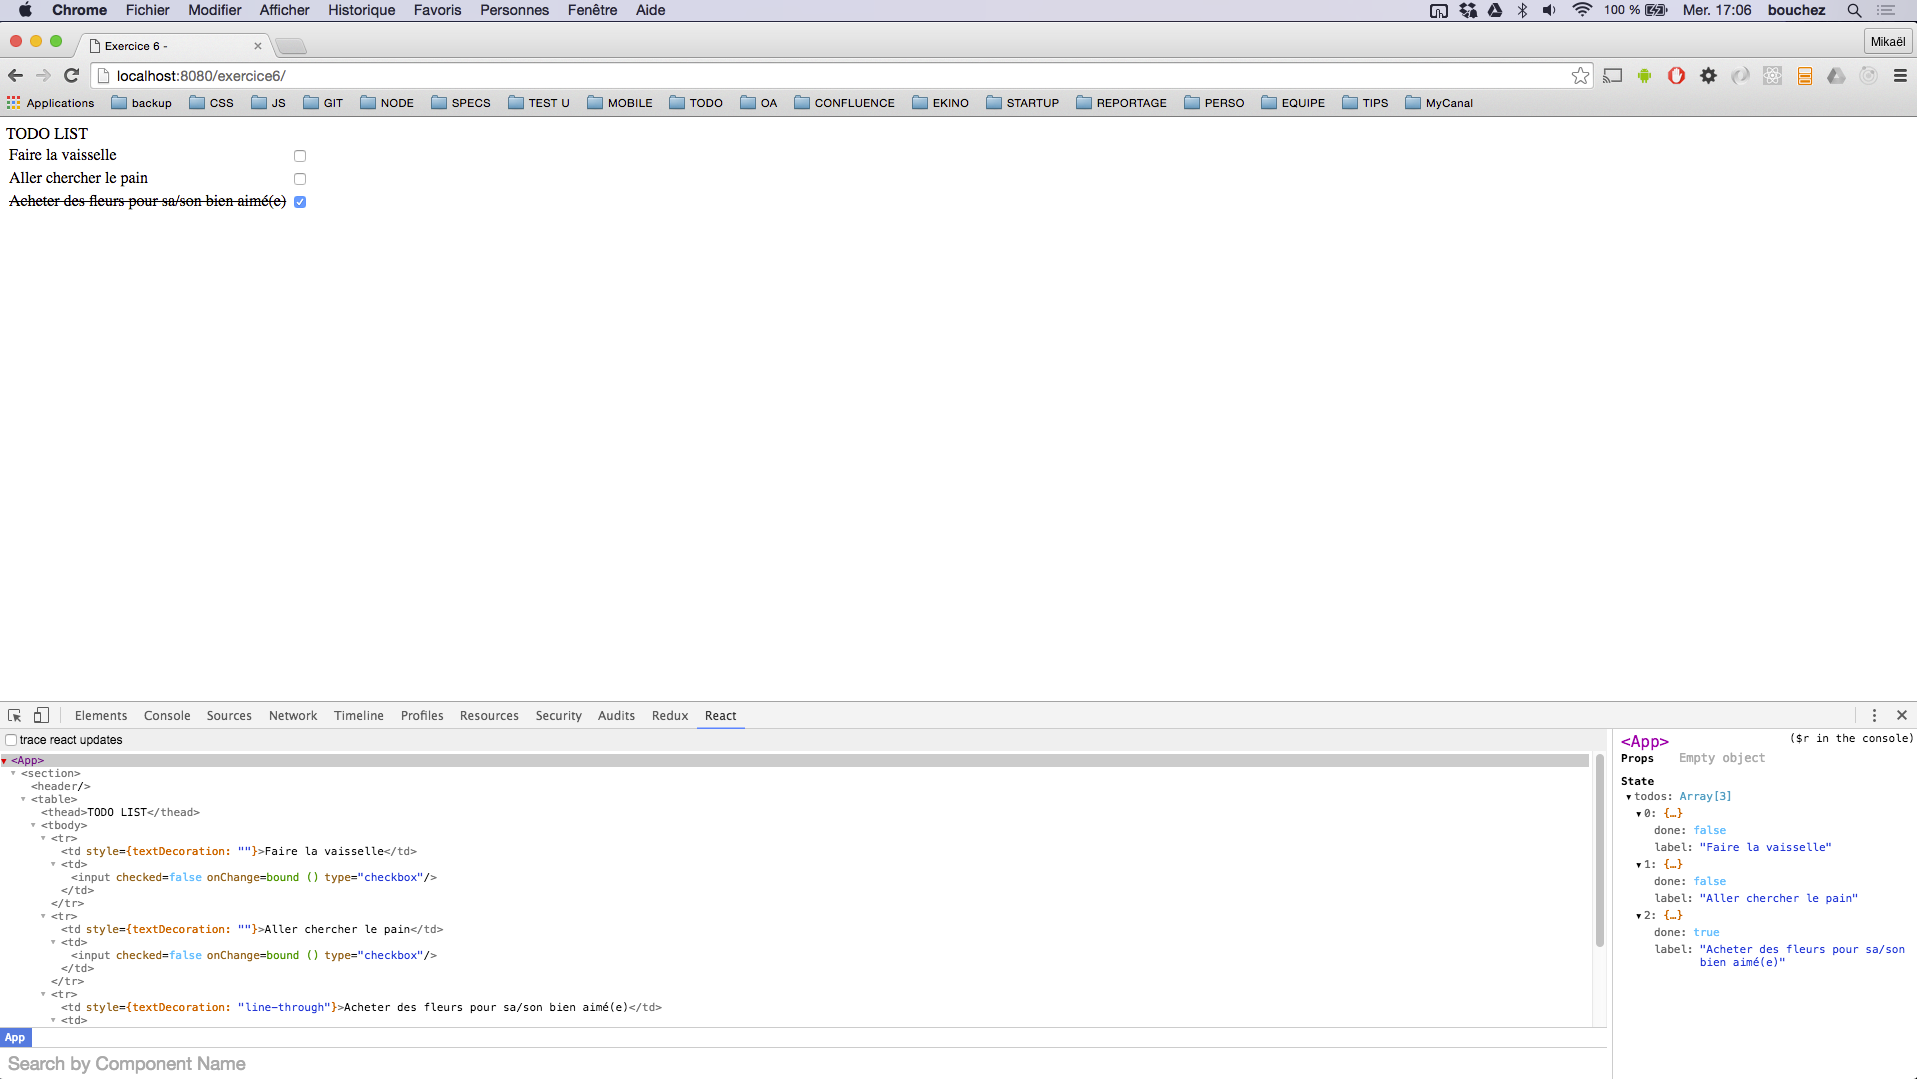 Chrome Fichier Modifier Afficher Historique Favoris Personnes Fenêtre Aide 100 % Mer. 17:06 bouchez
Exercice 6 - Mikaël
localhost:8080/exercice6/
Applications backup CSS JS GIT NODE SPECS TEST U MOBILE TODO OA CONFLUENCE EKINO STARTUP REPORTAGE PERSO EQUIPE TIPS MyCanal
TODO LIST
Faire la vaisselle
Aller chercher le pain
Acheter des fleurs pour sa/son bien aimé(e)
Elements Console Sources Network Timeline Profiles Resources Security Audits Redux React
trace react updates
<App>
<section>
<header/>
<table>
<thead>TODO LIST</thead>
<tbody>
<tr>
<td style={textDecoration: ""}>Faire la vaisselle</td>
<td>
<input checked=false onChange=bound () type="checkbox"/>
</td>
</tr>
<tr>
<td style={textDecoration: ""}>Aller chercher le pain</td>
<td>
<input checked=false onChange=bound () type="checkbox"/>
</td>
</tr>
<tr>
<td style={textDecoration: "line-through"}>Acheter des fleurs pour sa/son bien aimé(e)</td>
<td>
App
Search by Component Name
<App> ($r in the console)
Props Empty object
State
todos: Array[3]
0: {…}
done: false
label: "Faire la vaisselle"
1: {…}
done: false
label: "Aller chercher le pain"
2: {…}
done: true
label: "Acheter des fleurs pour sa/son
bien aimé(e)"